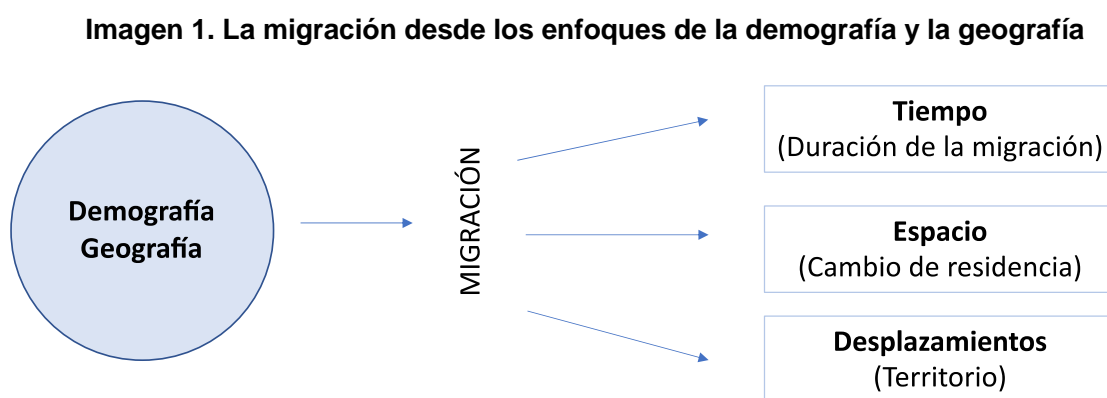 Imagen 1. La migración desde los enfoques de la demografía y la geografía
Demografía
Geografía
MIGRACIÓN
Tiempo
(Duración de la migración)
Espacio
(Cambio de residencia)
Desplazamientos
(Territorio)